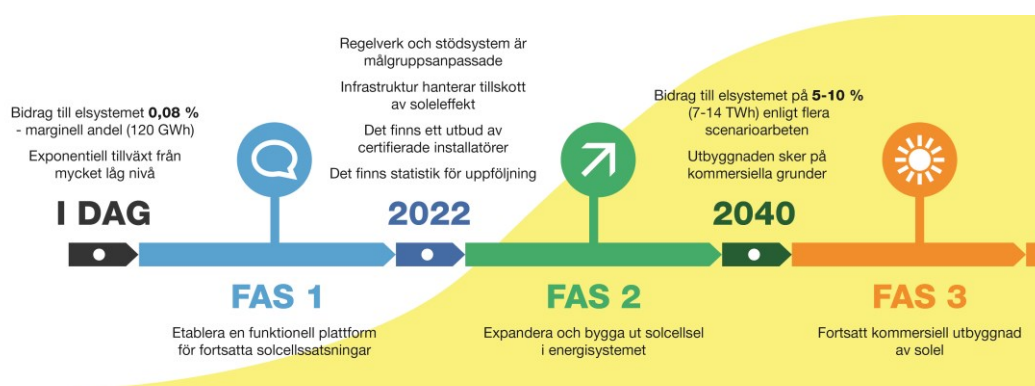 Bidrag till elsystemet 0,08 %
- marginell andel (120 GWh)
Exponentiell tillväxt från
mycket låg nivå
I DAG
FAS 1
Etablera en funktionell plattform
för fortsatta solcellssatsningar
Regelverk och stödsystem är
målgruppsanpassade
Infrastruktur hanterar tillskott
av soleleffekt
Det finns ett utbud av
certifierade installatörer
Det finns statistik för uppföljning
2022
FAS 2
Expandera och bygga ut solcellsel
i energisystemet
Bidrag till elsystemet på 5-10 %
(7-14 TWh) enligt flera
scenarioarbeten
Utbyggnaden sker på
kommersiella grunder
2040
FAS 3
Fortsatt kommersiell utbyggnad
av solel